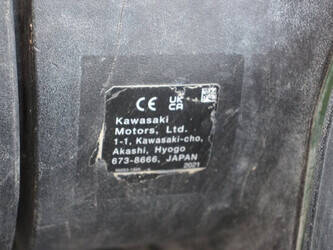 CE UK CA
Kawasaki
Motors, Ltd.
1-1, Kawasaki-cho,
Akashi, Hyogo
673-8666, JAPAN
2021